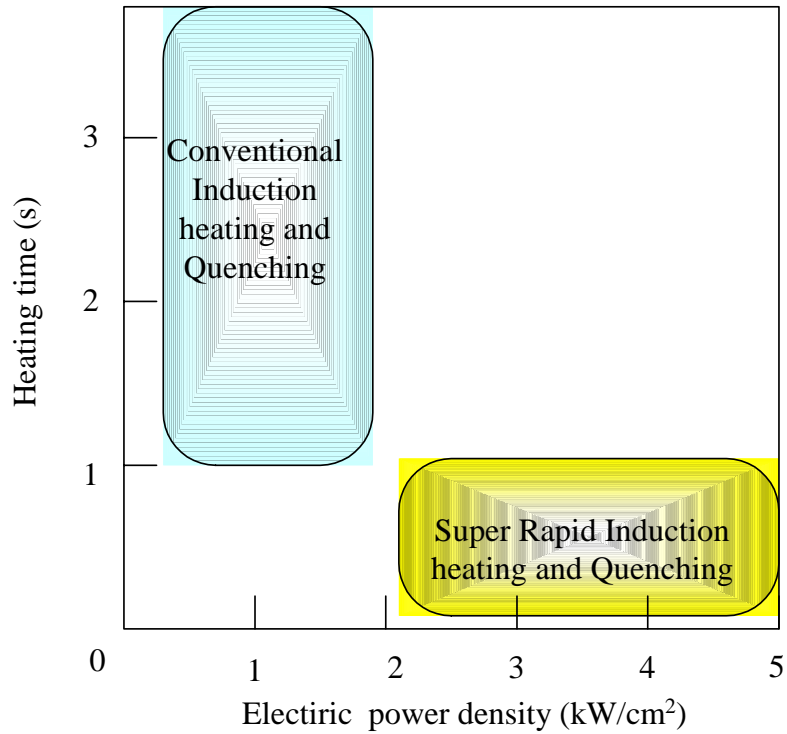 3
Conventional
Induction
heating and
Quenching
Heating time (s)
2
1
Super Rapid Induction
heating and Quenching
0
1
2
3
4
5
Electiric power density (kW/cm²)